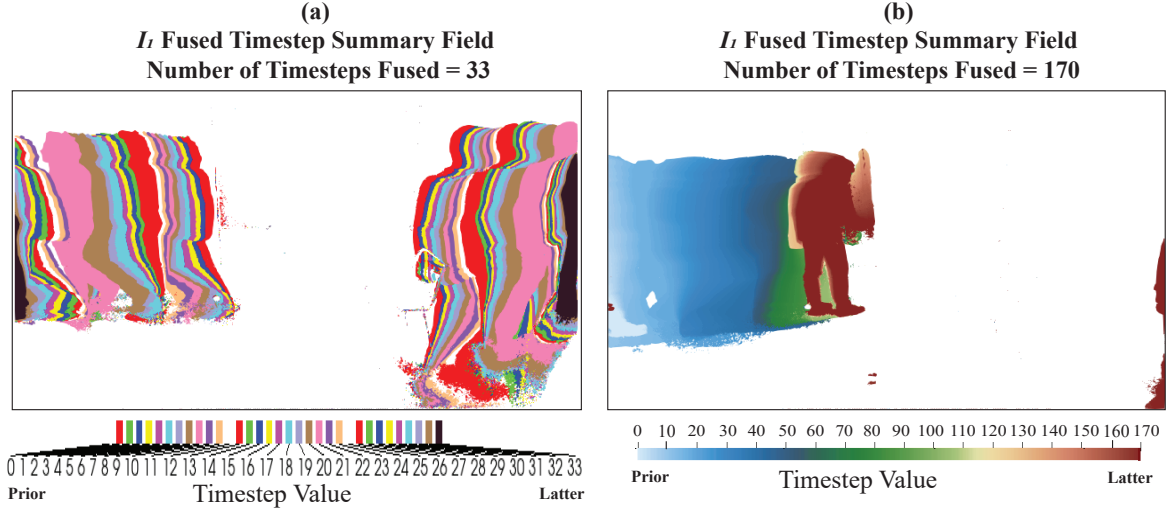 (a)
I₁ Fused Timestep Summary Field
Number of Timesteps Fused = 33
0 1 2 3 4 5 6 7 8 9 10 11 12 13 14 15 16 17 18 19 20 21 22 23 24 25 26 27 28 29 30 31 32 33
Prior Timestep Value Latter
(b)
I₁ Fused Timestep Summary Field
Number of Timesteps Fused = 170
0 10 20 30 40 50 60 70 80 90 100 110 120 130 140 150 160 170
Prior Timestep Value Latter